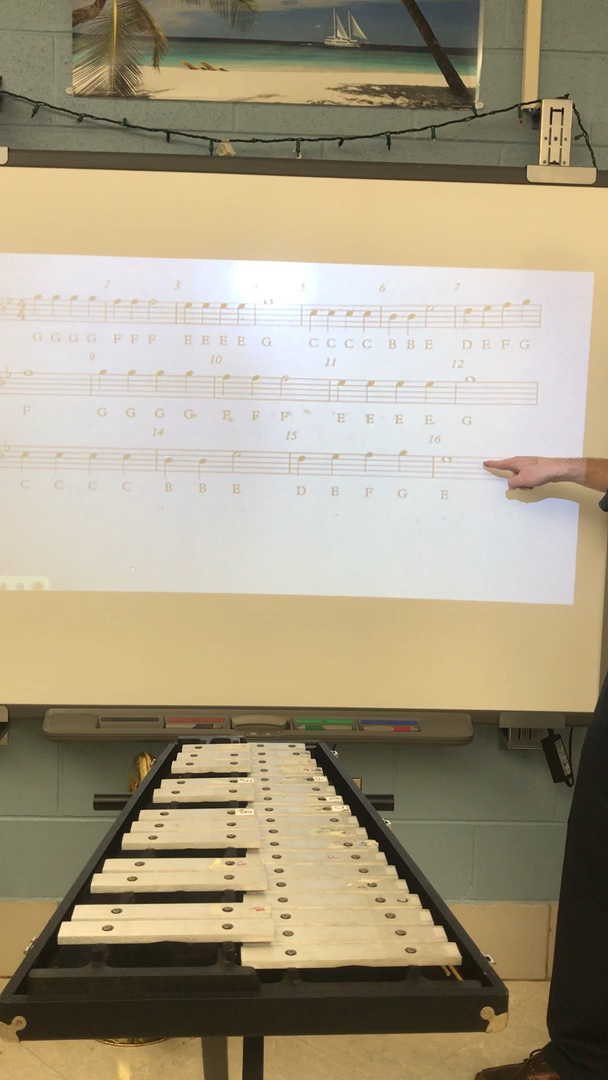 2 3 4 5 6 7
G G G G F F F E E E E G C C C C B B E D E F G
9 10 11 12
F G G G G F F F E E E E G
14 15 16
C C C C B B E D E F G E